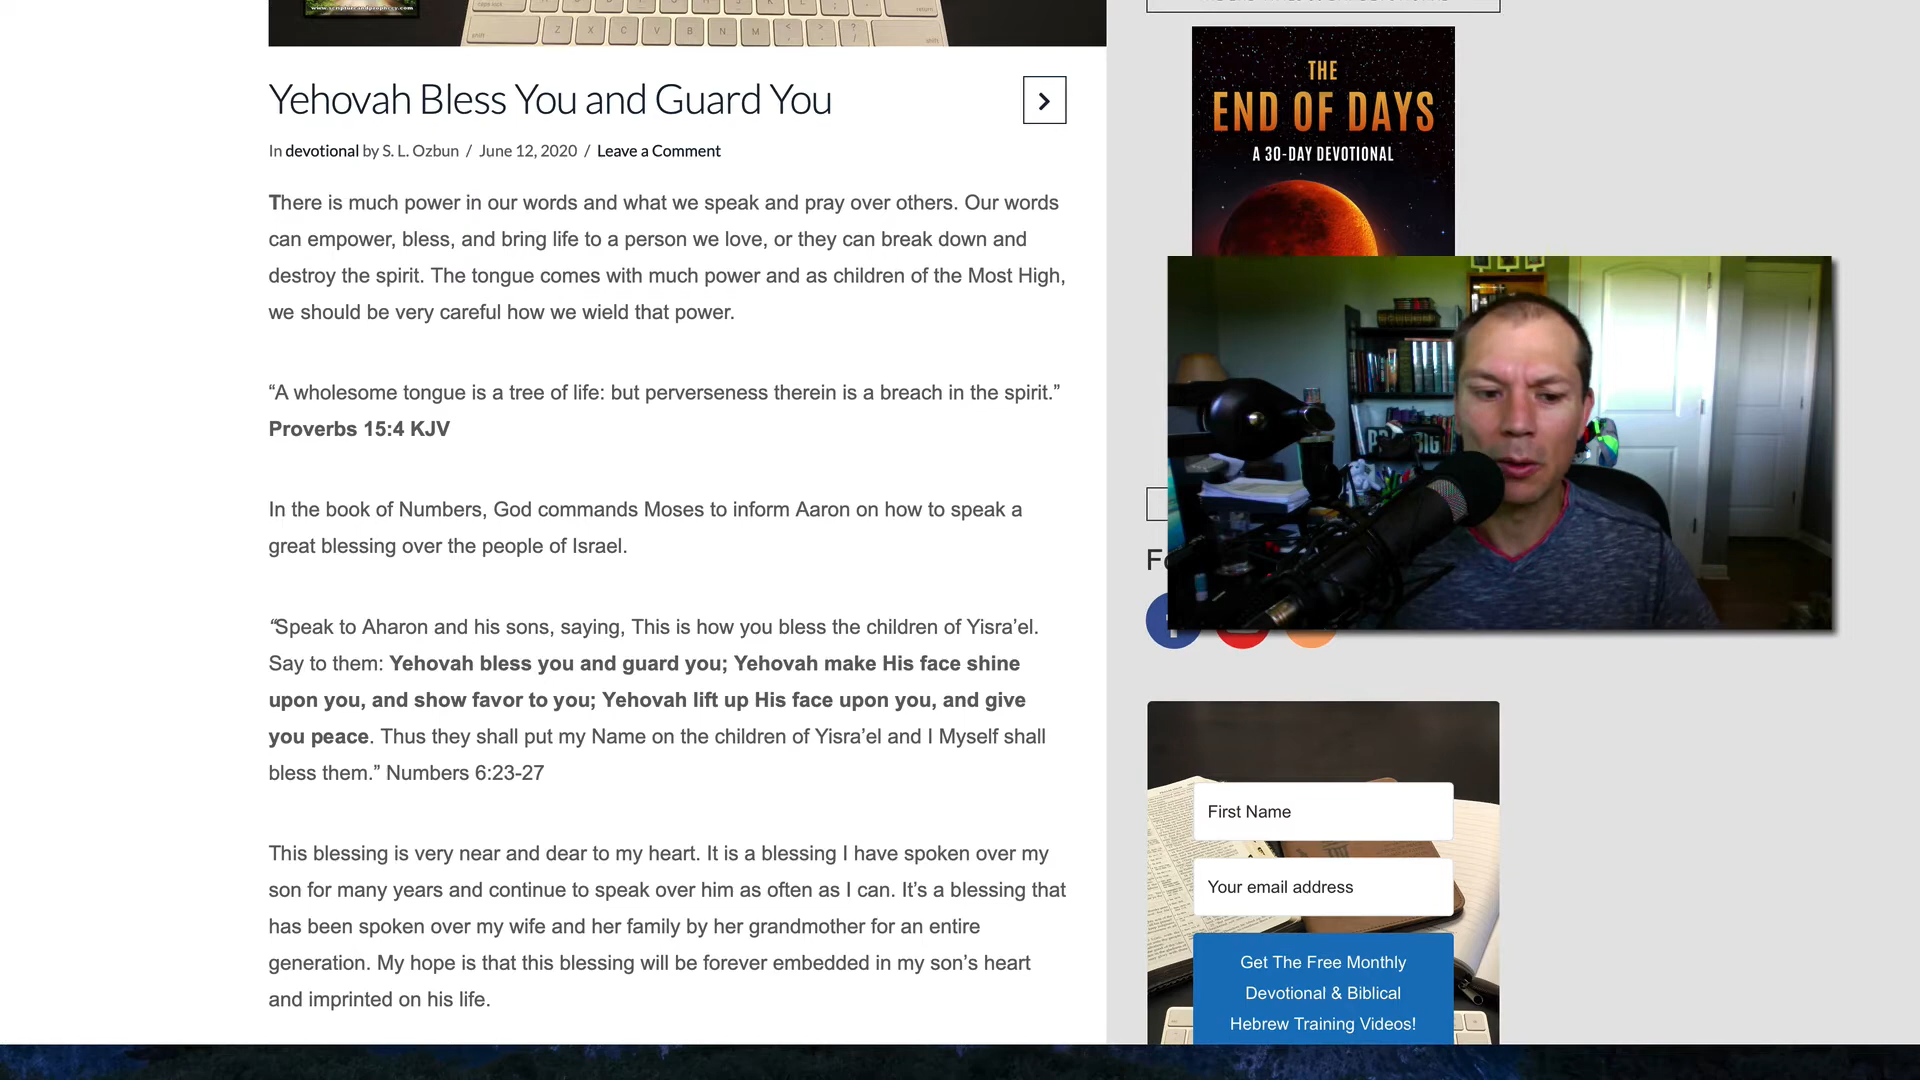 www.scriptureandprophecy.com
tops lock
return
shift
Z X C V B N M < > ?
, . /
shift
Yehovah Bless You and Guard You
In devotional by S. L. Ozbun / June 12, 2020 / Leave a Comment
There is much power in our words and what we speak and pray over others. Our words
can empower, bless, and bring life to a person we love, or they can break down and
destroy the spirit. The tongue comes with much power and as children of the Most High,
we should be very careful how we wield that power.
“A wholesome tongue is a tree of life: but perverseness therein is a breach in the spirit.”
Proverbs 15:4 KJV
In the book of Numbers, God commands Moses to inform Aaron on how to speak a
great blessing over the people of Israel.
“Speak to Aharon and his sons, saying, This is how you bless the children of Yisra’el.
Say to them: Yehovah bless you and guard you; Yehovah make His face shine
upon you, and show favor to you; Yehovah lift up His face upon you, and give
you peace. Thus they shall put my Name on the children of Yisra’el and I Myself shall
bless them.” Numbers 6:23-27
This blessing is very near and dear to my heart. It is a blessing I have spoken over my
son for many years and continue to speak over him as often as I can. It’s a blessing that
has been spoken over my wife and her family by her grandmother for an entire
generation. My hope is that this blessing will be forever embedded in my son’s heart
and imprinted on his life.
THE
END OF DAYS
A 30-DAY DEVOTIONAL
First Name
Your email address
Get The Free Monthly
Devotional & Biblical
Hebrew Training Videos!